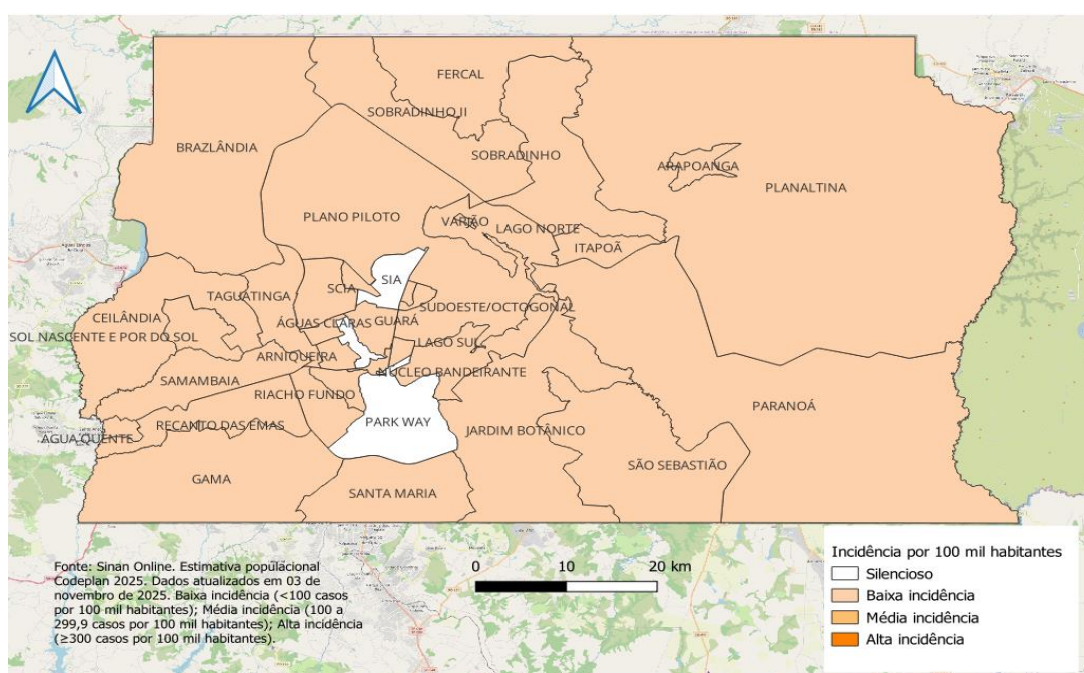 FERCAL
SOBRADINHO II
BRAZLÂNDIA
SOBRADINHO
ARAPOANGA
PLANALTINA
PLANO PILOTO
VARJÃO
LAGO NORTE
ITAPOÃ
SIA
SCIA
TAGUATINGA
SUDOESTE/OCTOGONAL
CEILÂNDIA
ÁGUAS CLARAS
GUARÁ
SOL NASCENTE E POR DO SOL
LAGO SUL
ARNIQUEIRA
NÚCLEO BANDEIRANTE
SAMAMBAIA
RIACHO FUNDO
PARANOÁ
PARK WAY
RECANTO DAS EMAS
JARDIM BOTÂNICO
ÁGUA QUENTE
SÃO SEBASTIÃO
GAMA
SANTA MARIA
Fonte: Sinan Online. Estimativa populacional
Codeplan 2025. Dados atualizados em 03 de
novembro de 2025. Baixa incidência (<100 casos
por 100 mil habitantes); Média incidência (100 a
299,9 casos por 100 mil habitantes); Alta incidência
(≥300 casos por 100 mil habitantes).
0 10 20 km
Incidência por 100 mil habitantes
Silencioso
Baixa incidência
Média incidência
Alta incidência